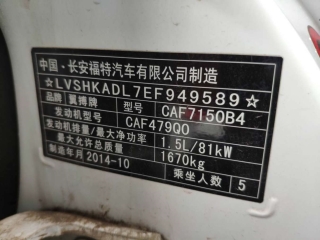 中国·长安福特汽车有限公司制造
☆LVSHKADL7EF949589☆
品牌 翼搏牌 型号 CAF7150B4
发动机型号 CAF479Q0
发动机排量/最大净功率 1.5L/81kW
最大允许总质量 1670kg
制造年月 2014-10 乘坐人数 5